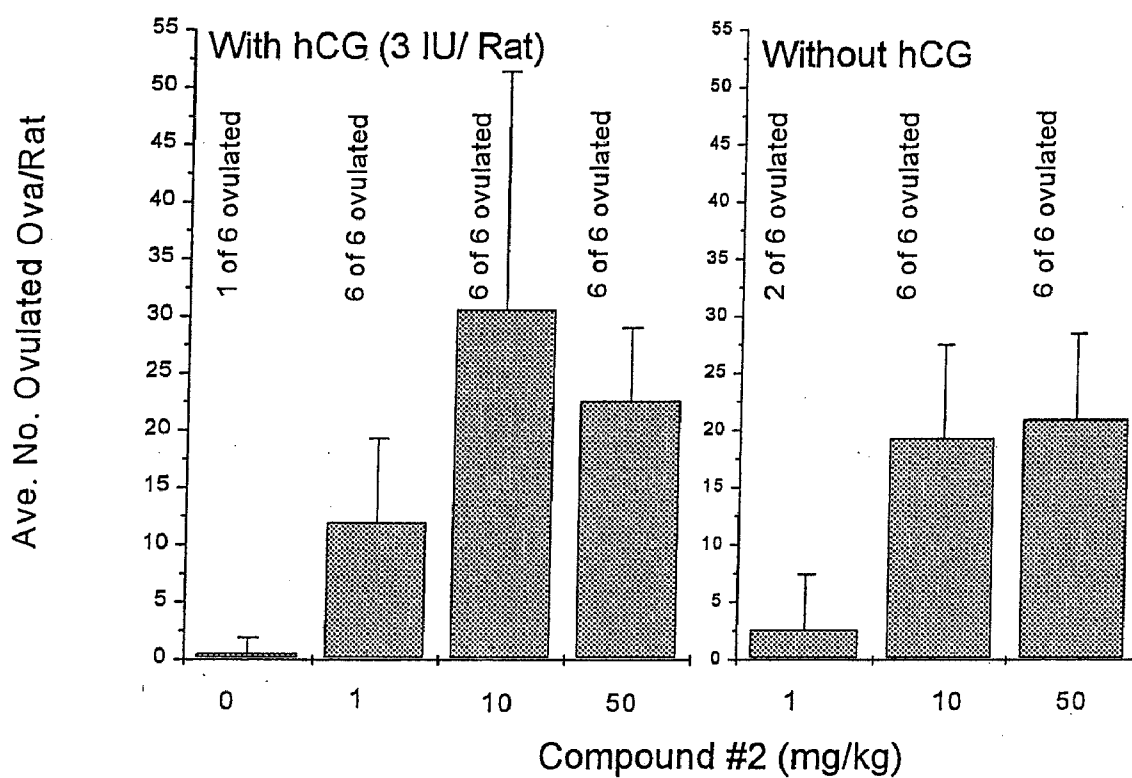 Ave. No. Ovulated Ova/Rat
With hCG (3 IU/ Rat)
55
50
45
40
35
30
25
20
15
10
5
0
1 of 6 ovulated
6 of 6 ovulated
6 of 6 ovulated
6 of 6 ovulated
0
1
10
50
Without hCG
55
50
45
40
35
30
25
20
15
10
5
0
2 of 6 ovulated
6 of 6 ovulated
6 of 6 ovulated
1
10
50
Compound #2 (mg/kg)